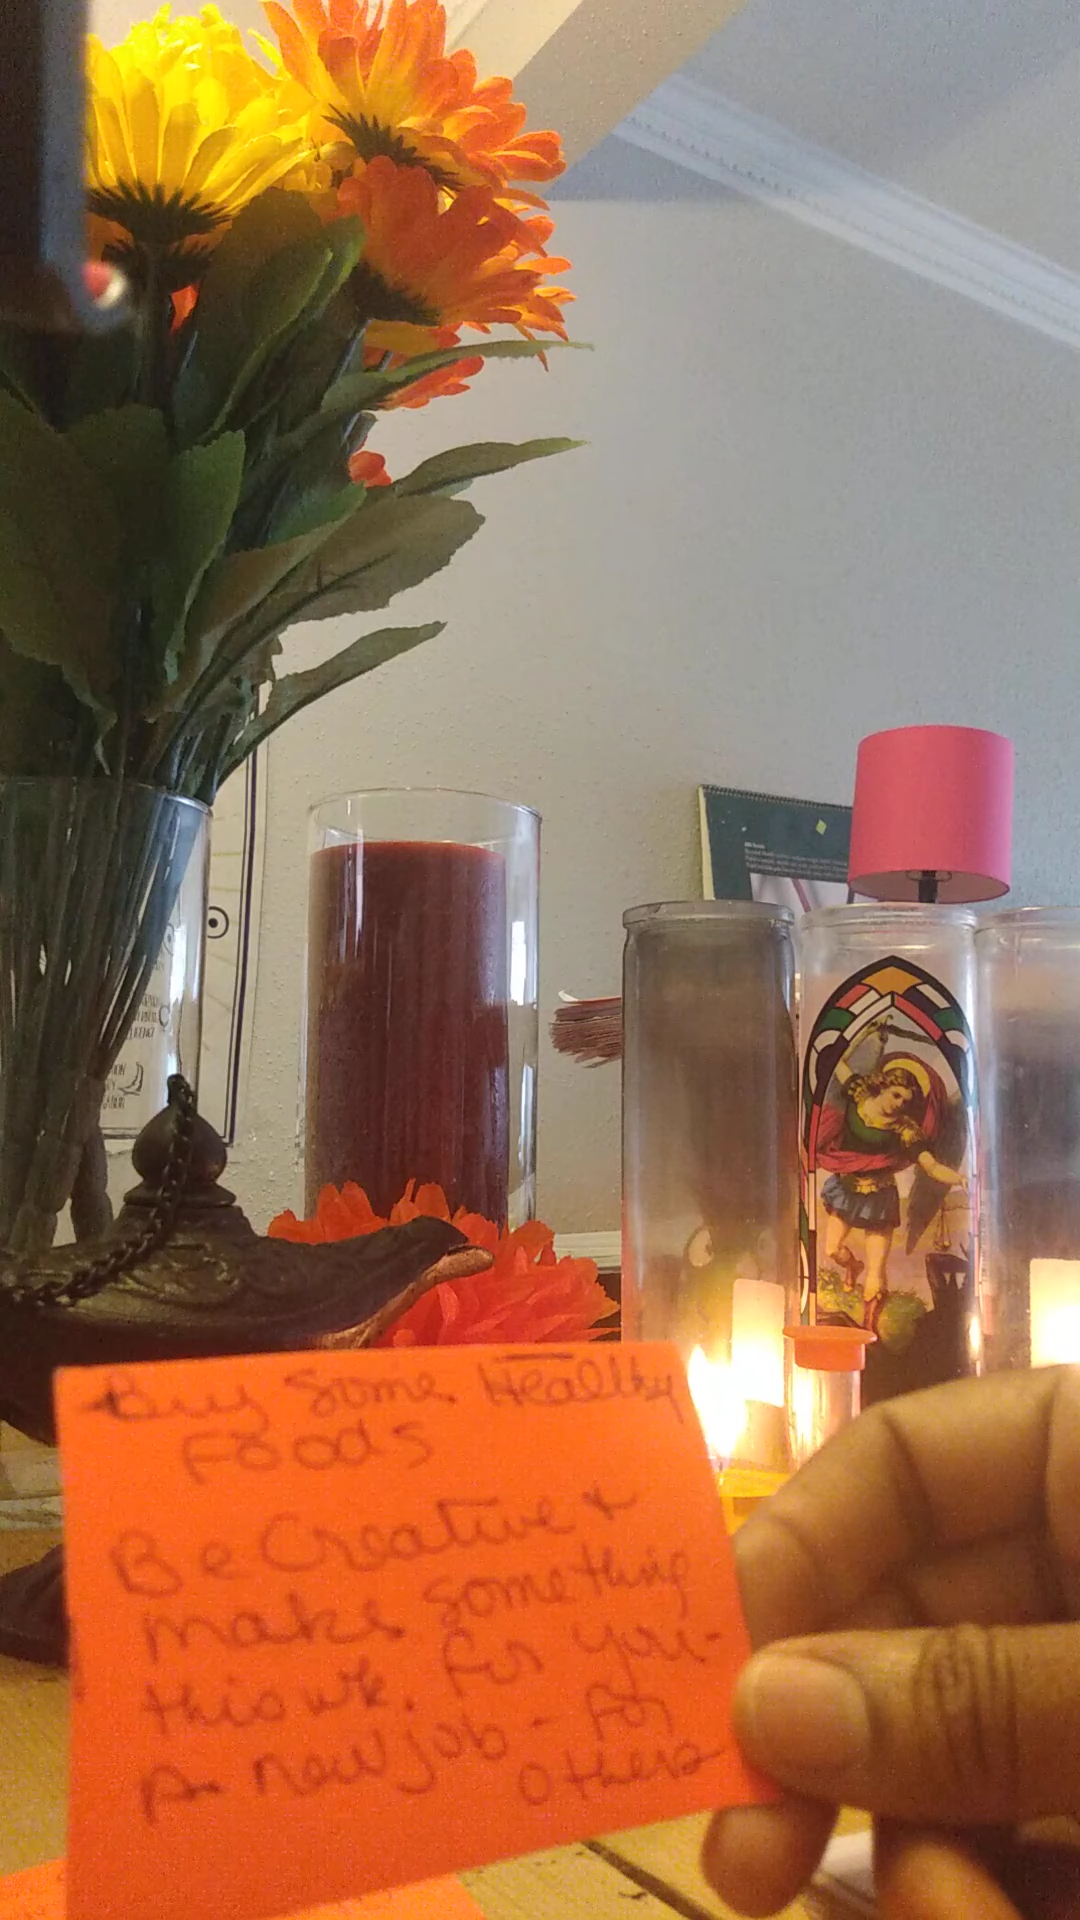 Buy some Healthy
Foods
Be Creative +
make something
this wk. for you-
A new job - for
others